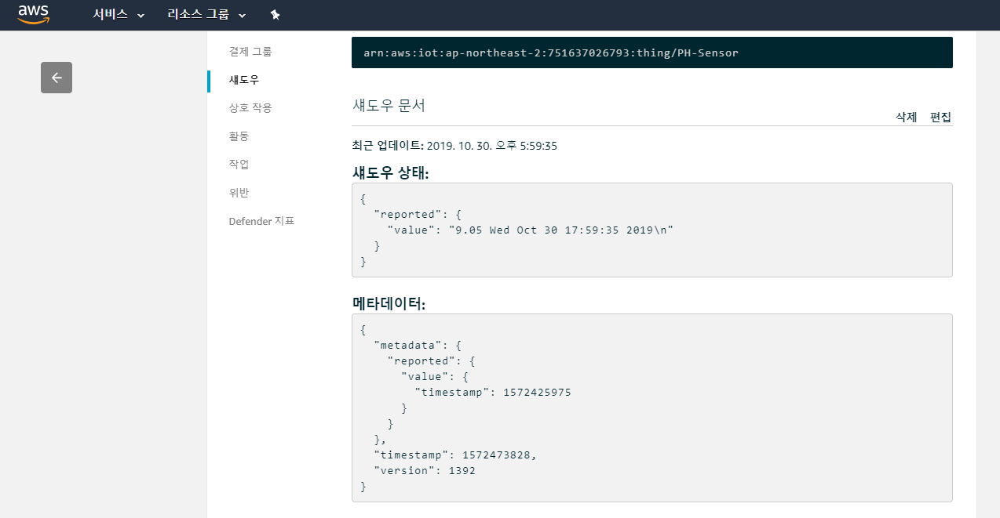 aws 서비스 리소스 그룹
결제 그룹
섀도우
상호 작용
활동
작업
위반
Defender 지표
arn:aws:iot:ap-northeast-2:751637026793:thing/PH-Sensor
섀도우 문서
삭제 편집
최근 업데이트: 2019. 10. 30. 오후 5:59:35
섀도우 상태:
{
"reported": {
"value": "9.05 Wed Oct 30 17:59:35 2019\n"
}
}
메타데이터:
{
"metadata": {
"reported": {
"value": {
"timestamp": 1572425975
}
}
},
"timestamp": 1572473828,
"version": 1392
}